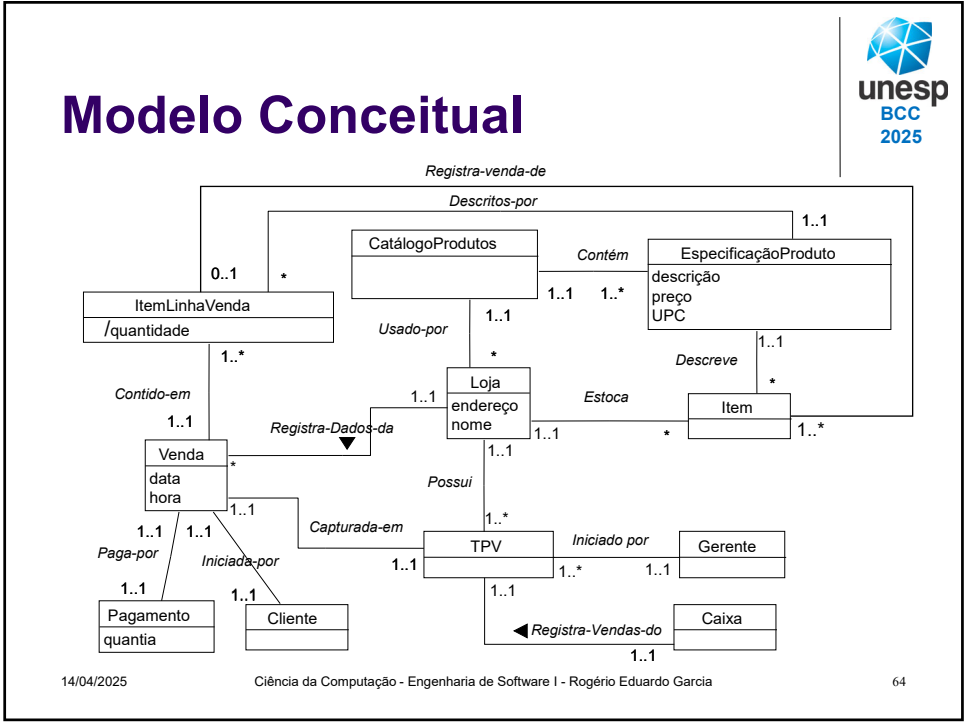 unesp
BCC
2025
Modelo Conceitual
Registra-venda-de
Descritos-por
1..1
CatálogoProdutos
Contém
EspecificaçãoProduto
descrição
preço
UPC
0..1
*
1..1
1..*
ItemLinhaVenda
/quantidade
1..1
Usado-por
1..1
1..*
Descreve
*
*
Contido-em
Loja
endereço
nome
1..1
Estoca
Item
1..1
Registra-Dados-da
1..1
*
1..*
Venda
data
hora
*
1..1
Possui
1..1
1..*
Capturada-em
1..1
1..1
TPV
Iniciado por
Gerente
Paga-por
Iniciada-por
1..1
1..*
1..1
1..1
1..1
1..1
Pagamento
quantia
Cliente
Caixa
Registra-Vendas-do
1..1
14/04/2025
Ciência da Computação - Engenharia de Software I - Rogério Eduardo Garcia
64